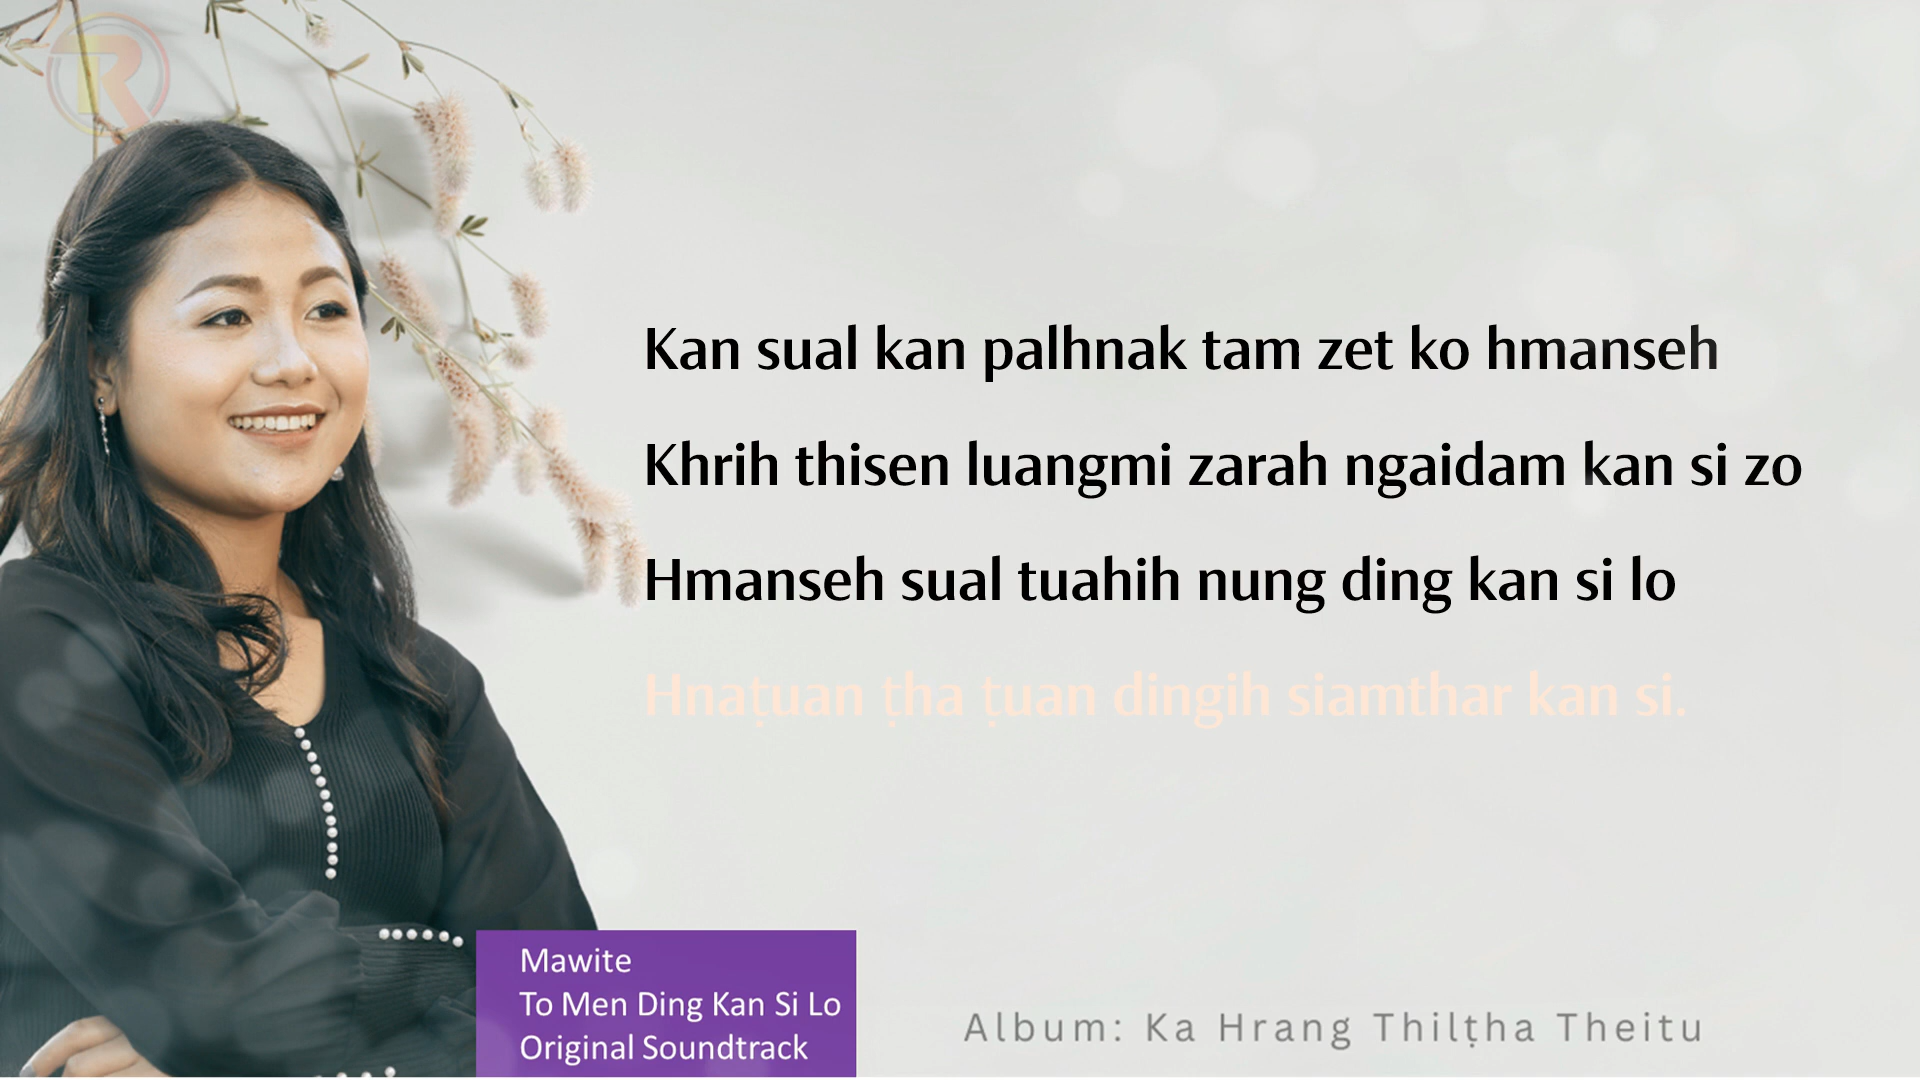 Kan sual kan palhnak tam zet ko hmanseh
Khrih thisen luangmi zarah ngaidam kan si zo
Hmanseh sual tuahih nung ding kan si lo
Hnaṭuan ṭha ṭuan dingih siamthar kan si.
Mawite
To Men Ding Kan Si Lo
Original Soundtrack
Album: Ka Hrang Thilṭha Theitu